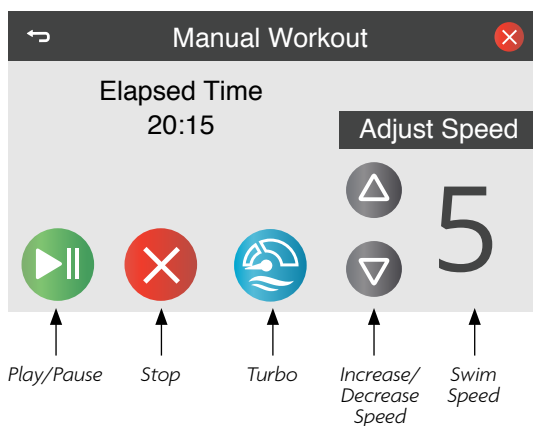 Manual Workout
Elapsed Time
20:15
Adjust Speed
5
Play/Pause
Stop
Turbo
Increase/
Decrease
Speed
Swim
Speed